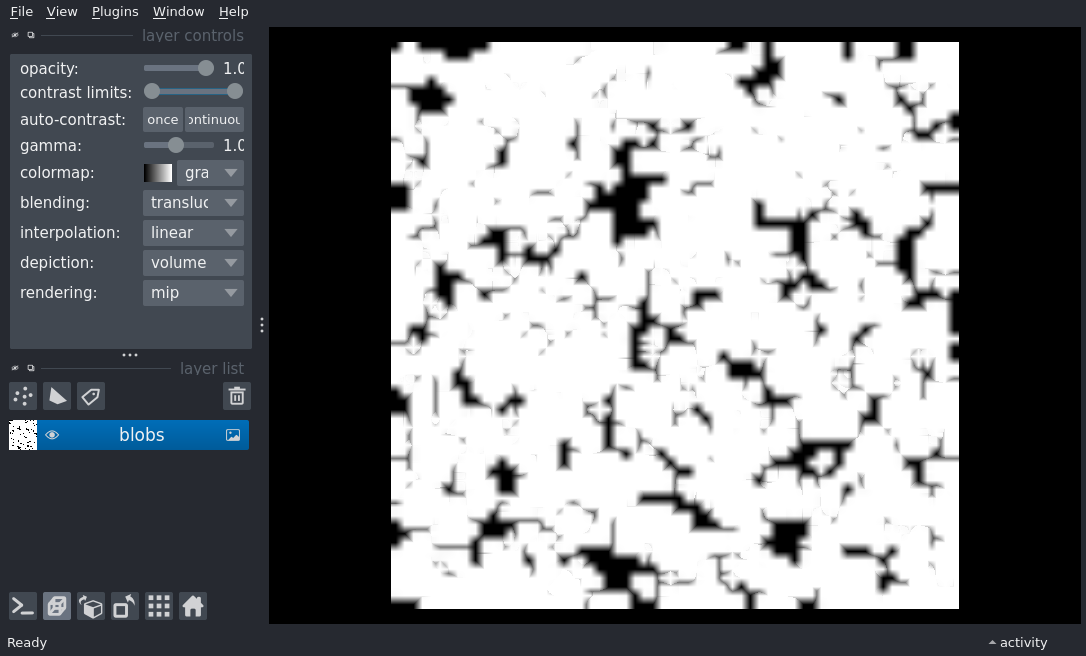 File View Plugins Window Help
layer controls
opacity: 1.0
contrast limits:
auto-contrast: once ontinuou
gamma: 1.0
colormap: gra
blending: transluc
interpolation: linear
depiction: volume
rendering: mip
layer list
blobs
Ready
activity